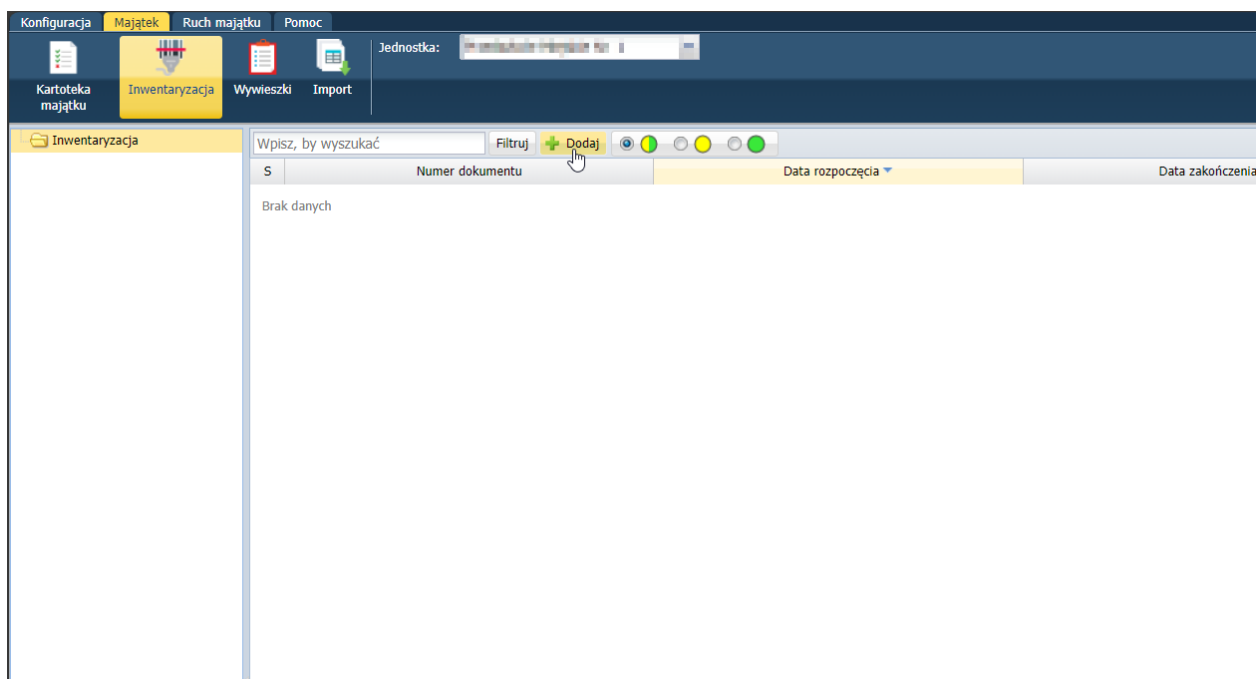 Konfiguracja Majątek Ruch majątku Pomoc
Jednostka:
Kartoteka majątku Inwentaryzacja Wywieszki Import
Inwentaryzacja
Wpisz, by wyszukać Filtruj Dodaj
S Numer dokumentu Data rozpoczęcia Data zakończenia
Brak danych